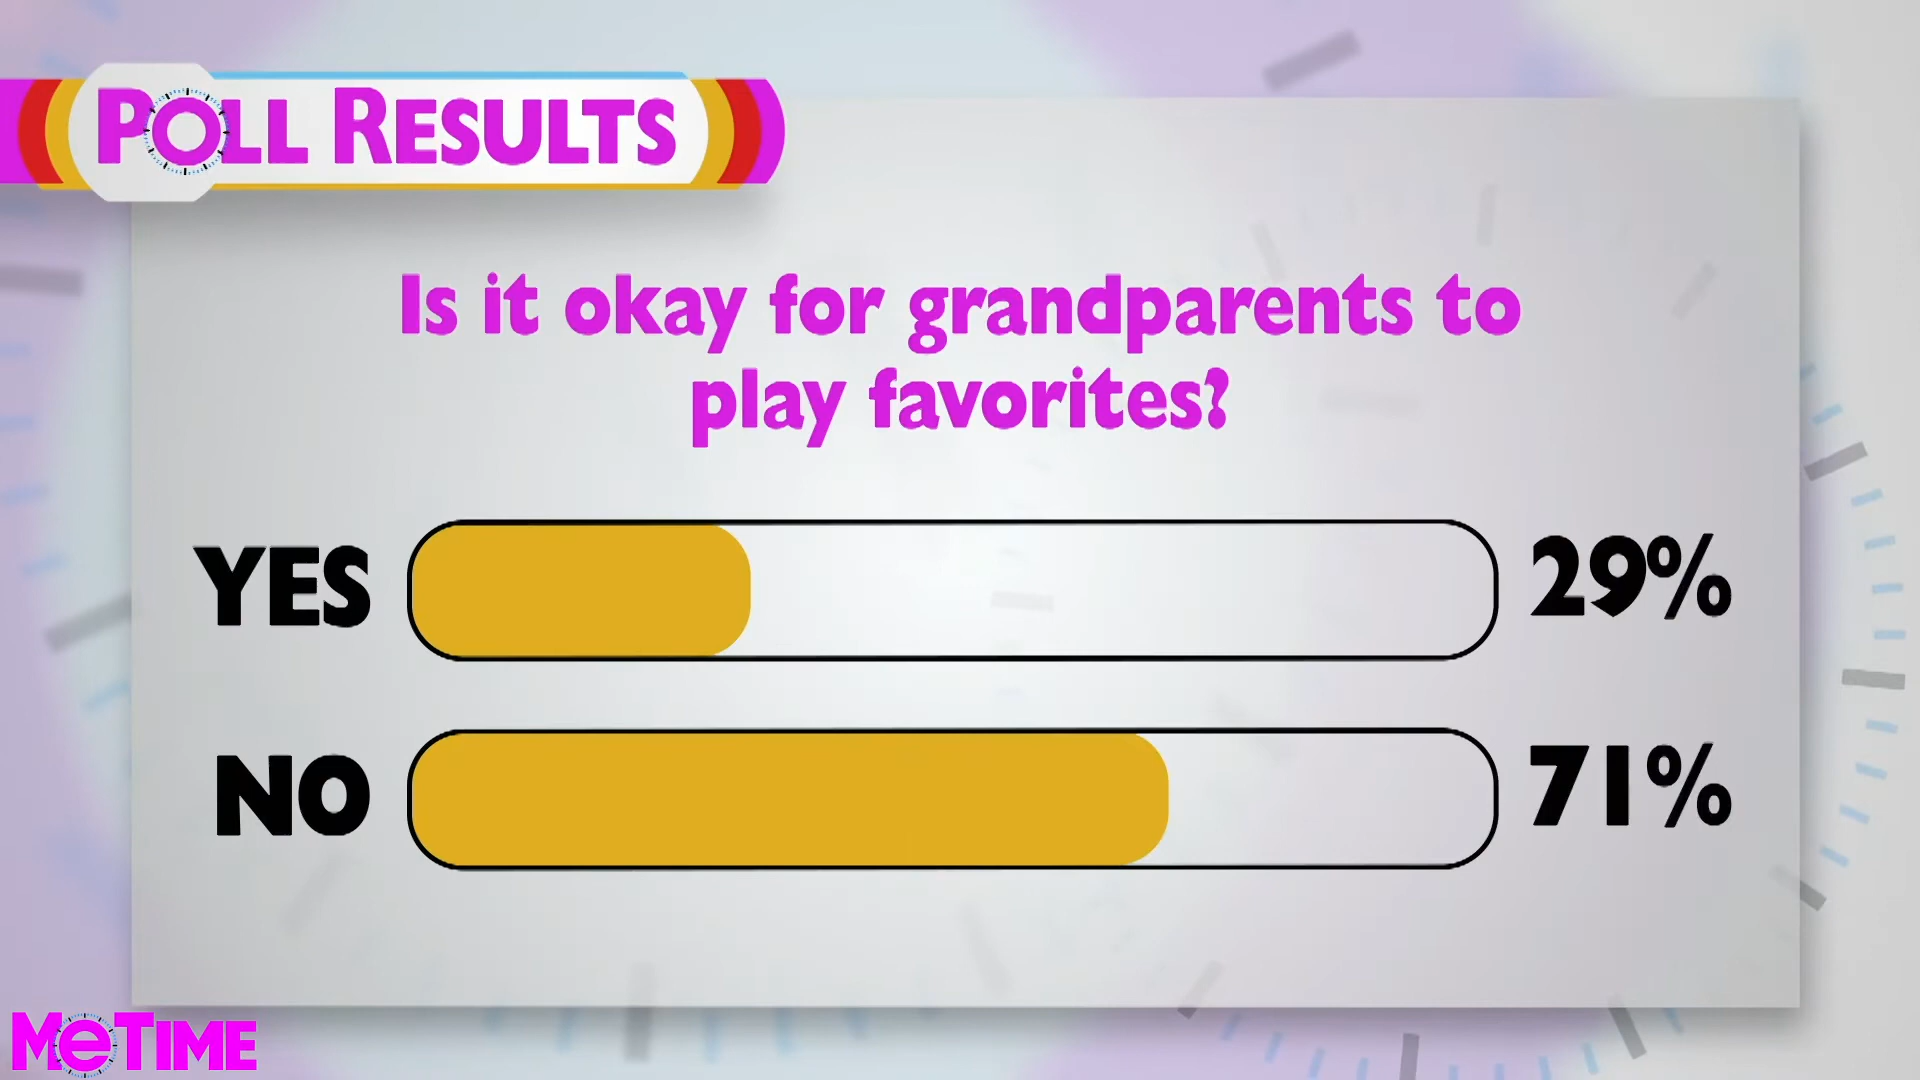 POLL RESULTS
Is it okay for grandparents to
play favorites?
YES 29%
NO 71%
MeTIME